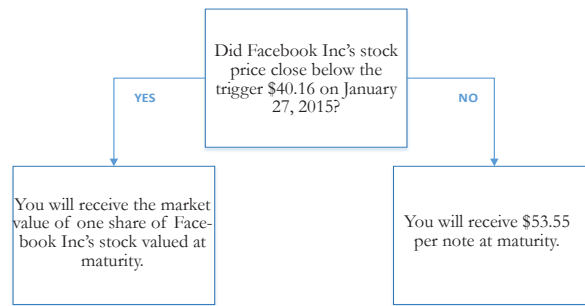 Did Facebook Inc's stock
price close below the
trigger $40.16 on January
27, 2015?
YES
NO
You will receive the market
value of one share of Face-
book Inc's stock valued at
maturity.
You will receive $53.55
per note at maturity.